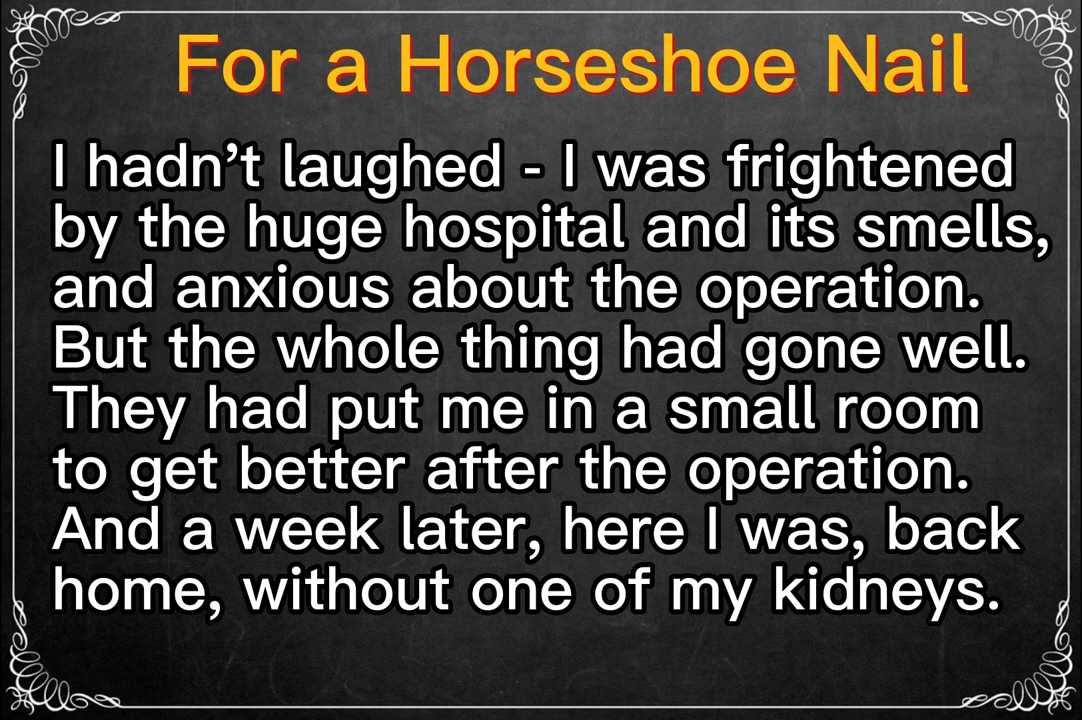 For a Horseshoe Nail
I hadn’t laughed - I was frightened
by the huge hospital and its smells,
and anxious about the operation.
But the whole thing had gone well.
They had put me in a small room
to get better after the operation.
And a week later, here I was, back
home, without one of my kidneys.